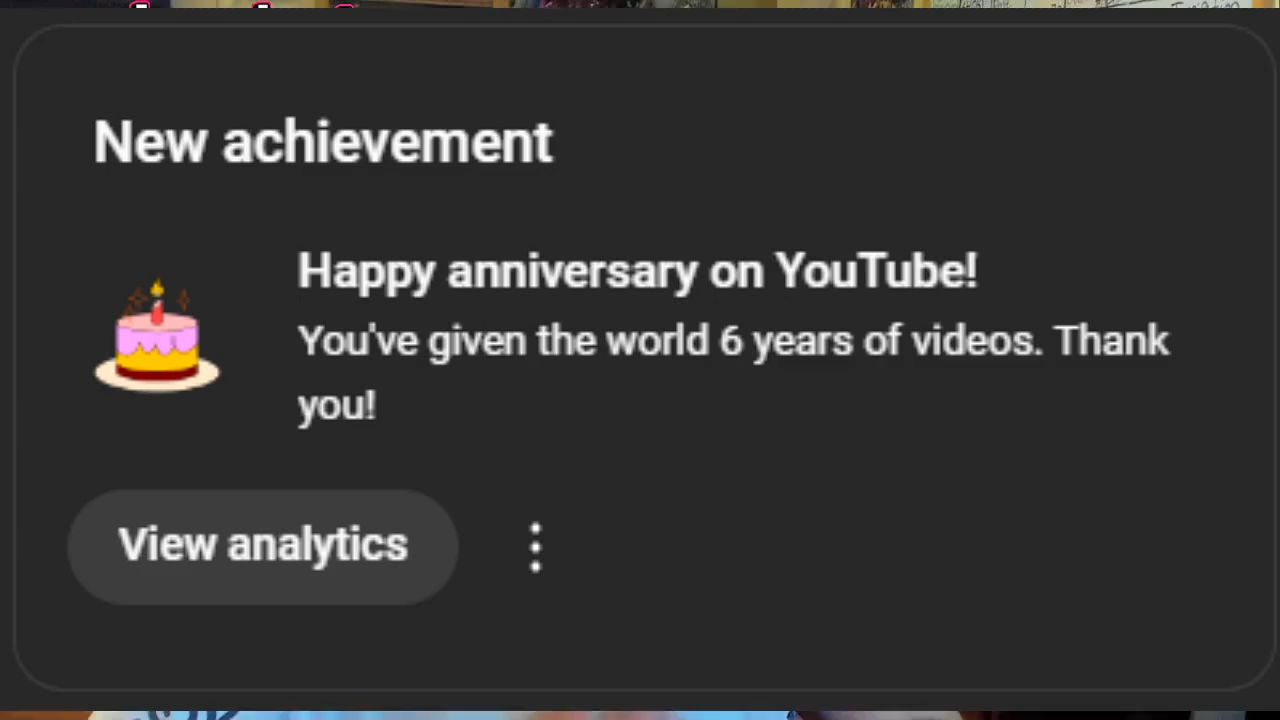 New achievement
Happy anniversary on YouTube!
You've given the world 6 years of videos. Thank
you!
View analytics